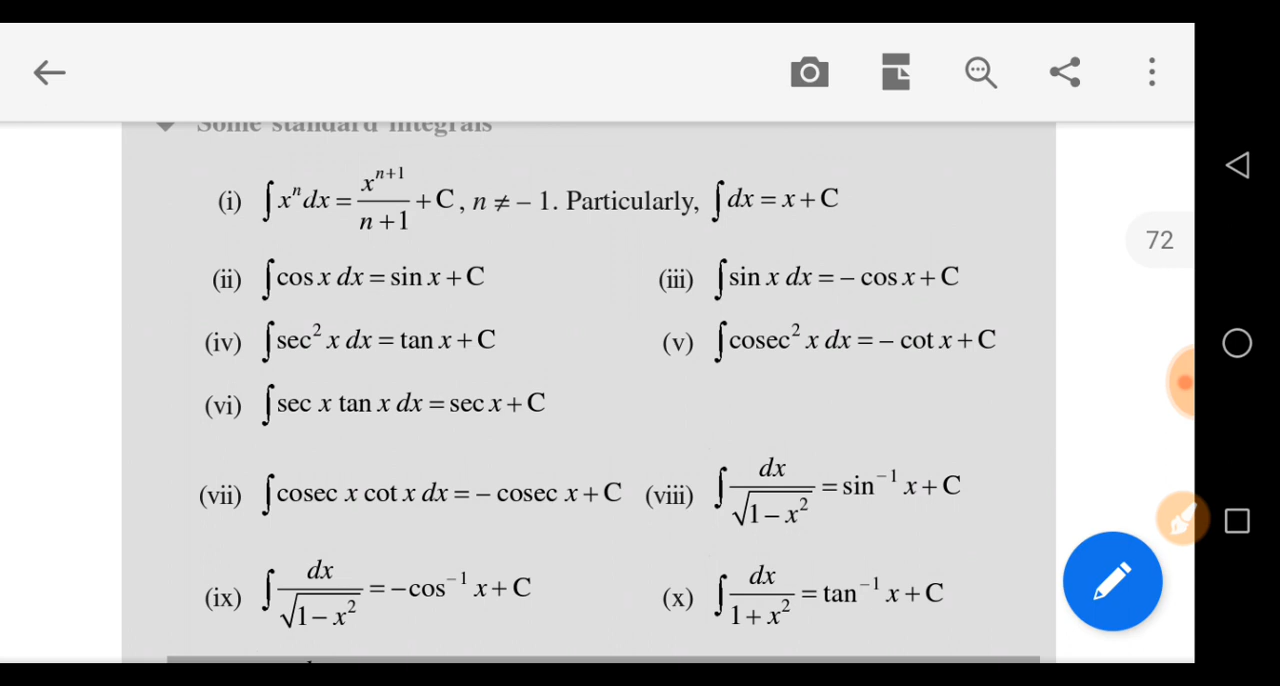 Some standard integrals
(i) ∫xⁿ dx = xⁿ⁺¹/(n+1) + C, n ≠ – 1. Particularly, ∫dx = x + C
72
(ii) ∫cos x dx = sin x + C (iii) ∫sin x dx = – cos x + C
(iv) ∫sec² x dx = tan x + C (v) ∫cosec² x dx = – cot x + C
(vi) ∫sec x tan x dx = sec x + C
(vii) ∫cosec x cot x dx = – cosec x + C (viii) ∫dx/√(1 – x²) = sin⁻¹ x + C
(ix) ∫dx/√(1 – x²) = – cos⁻¹ x + C (x) ∫dx/(1 + x²) = tan⁻¹ x + C